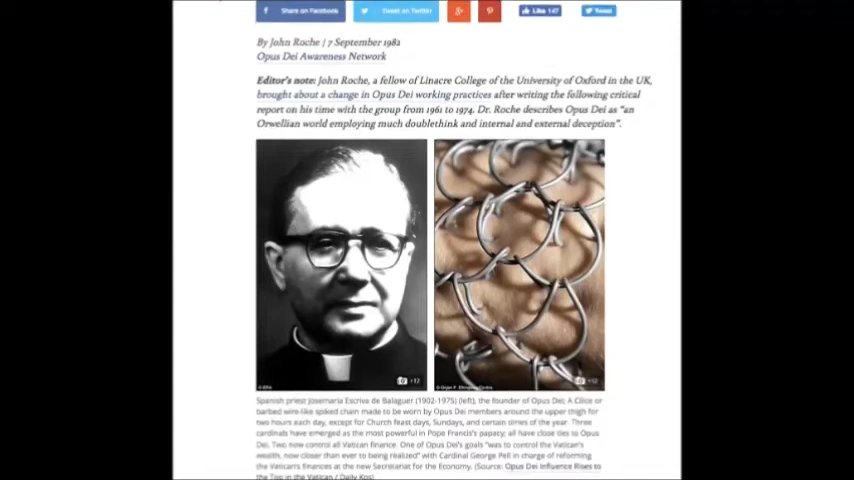 Share on Facebook Tweet on Twitter Like 147 Tweet
By John Roche | 7 September 1982
Opus Dei Awareness Network
Editor's note: John Roche, a fellow of Linacre College of the University of Oxford in the UK,
brought about a change in Opus Dei working practices after writing the following critical
report on his time with the group from 1961 to 1974. Dr. Roche describes Opus Dei as "an
Orwellian world employing much doublethink and internal and external deception".
+12
+12
Spanish priest Josemaria Escriva de Balaguer (1902-1975) (left), the founder of Opus Dei; A Cilice or
barbed wire-like spiked chain made to be worn by Opus Dei members around the upper thigh for
two hours each day, except for Church feast days, Sundays, and certain times of the year. Three
cardinals have emerged as the most powerful in Pope Francis's papacy; all have close ties to Opus
Dei. Two now control all Vatican finance. One of Opus Dei's goals "was to control the Vatican's
wealth, now closer than ever to being realized" with Cardinal George Pell in charge of reforming
the Vatican's finances at the new Secretariat for the Economy. (Source: Opus Dei Influence Rises to
the Top in the Vatican / Daily Kos)